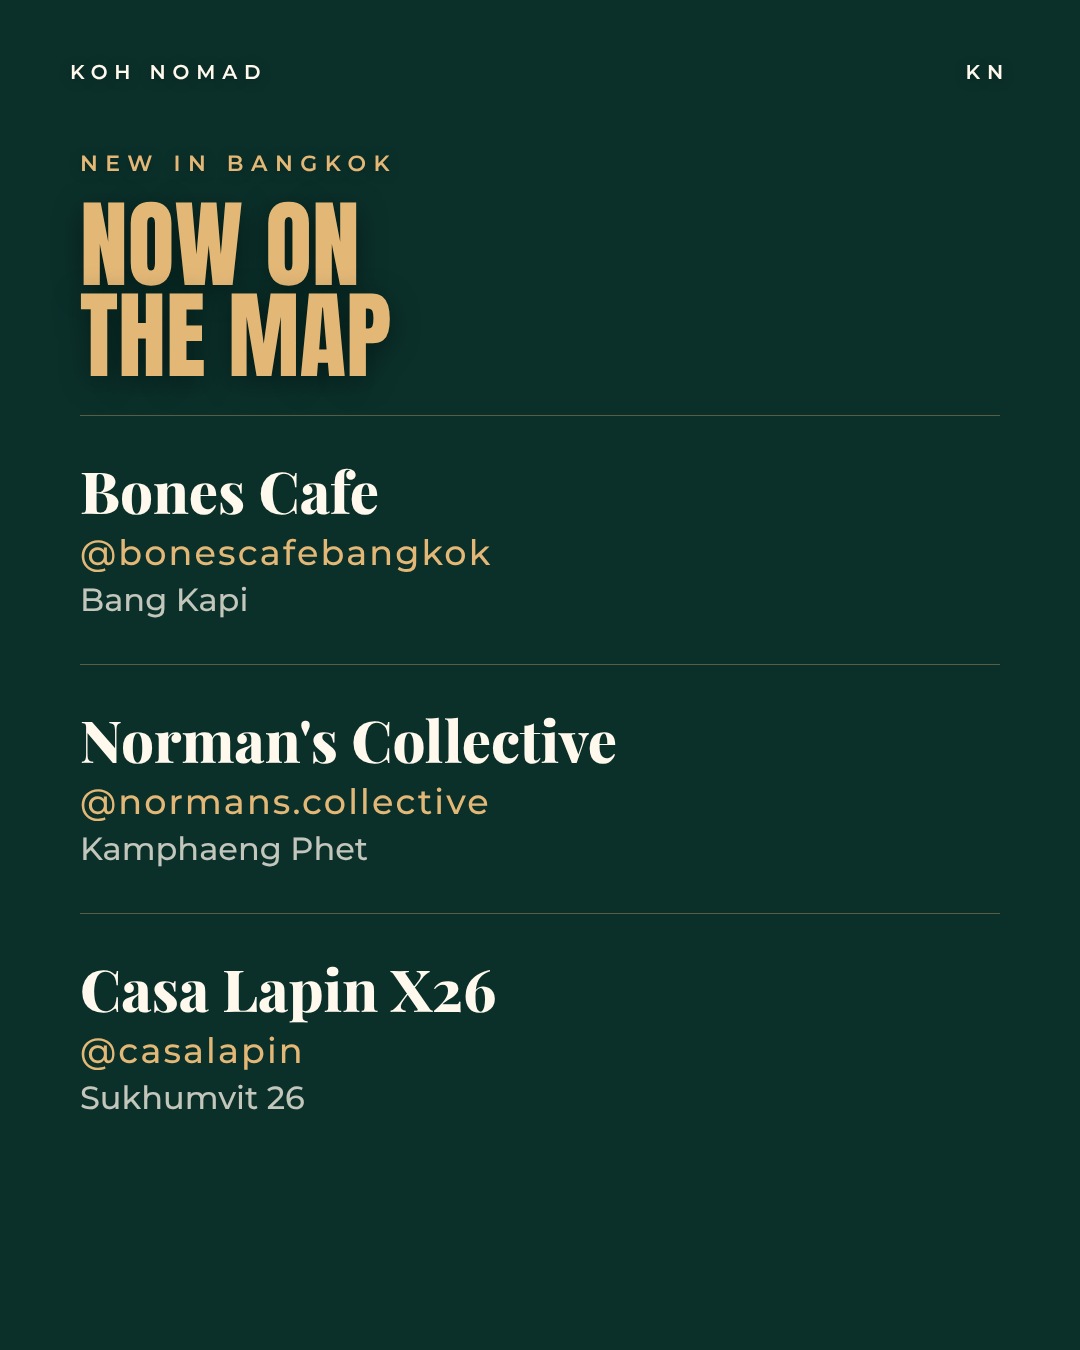 KOH NOMAD
KN
NEW IN BANGKOK
NOW ON
THE MAP
Bones Cafe
@bonescafebangkok
Bang Kapi
Norman's Collective
@normans.collective
Kamphaeng Phet
Casa Lapin X26
@casalapin
Sukhumvit 26